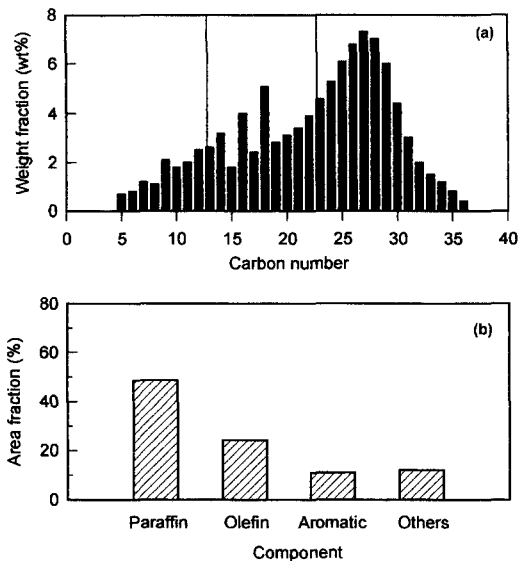 (a)
Weight fraction (wt%)
8
6
4
2
0
0 5 10 15 20 25 30 35 40
Carbon number
(b)
Area fraction (%)
80
60
40
20
0
Paraffin Olefin Aromatic Others
Component